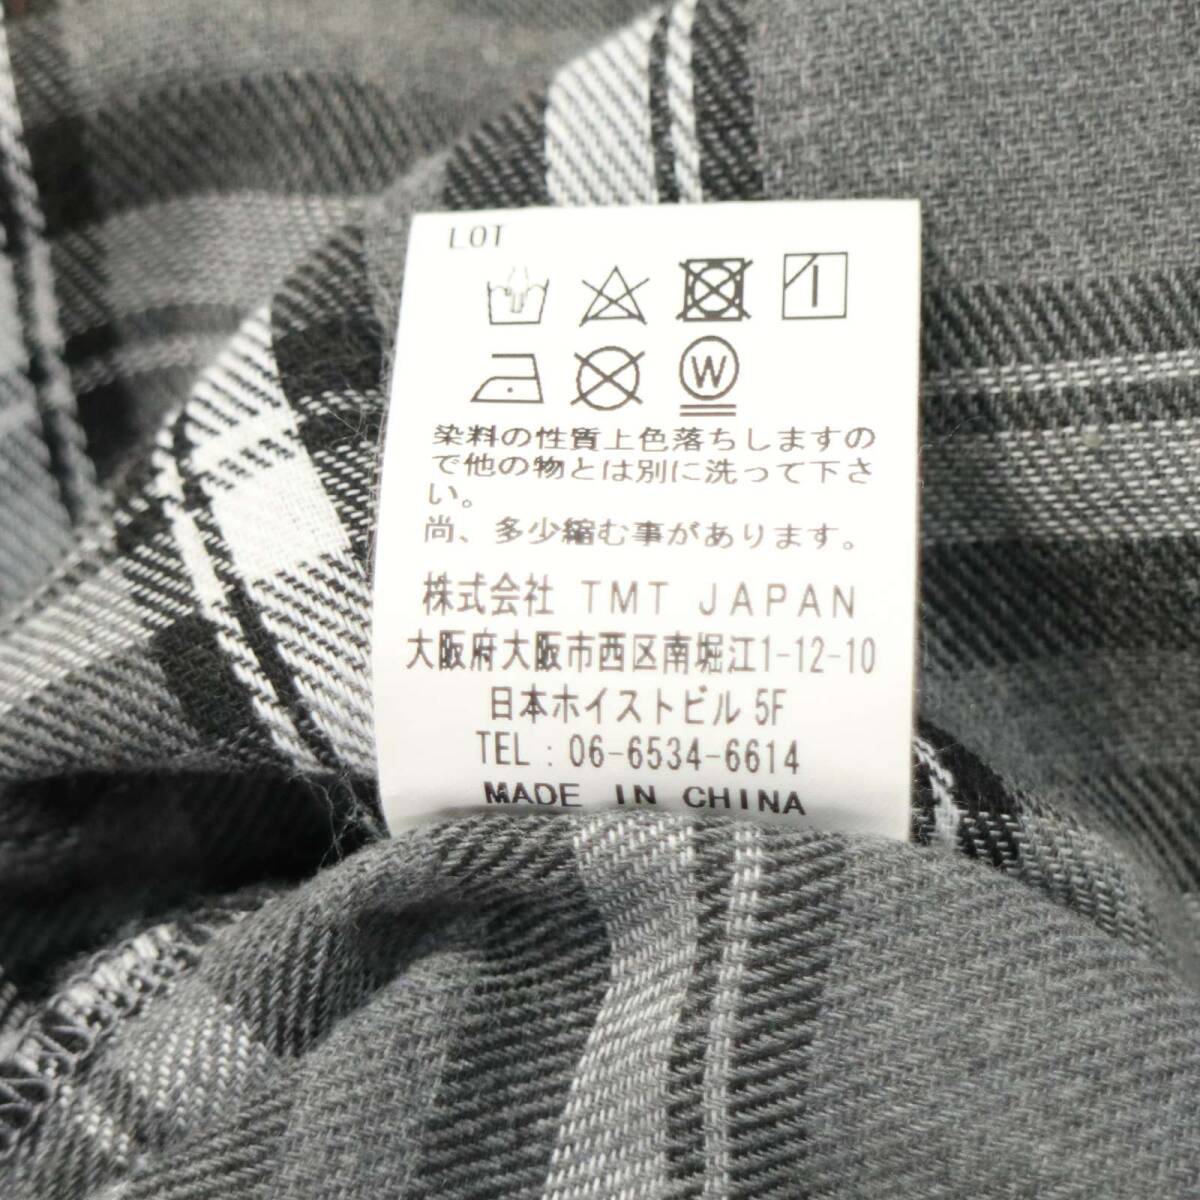 LOT
W
染料の性質上色落ちしますの
で他の物とは別に洗って下さ
い。
尚、多少縮む事があります。
株式会社 TMT JAPAN
大阪府大阪市西区南堀江1-12-10
日本ホイストビル5F
TEL：06-6534-6614
MADE IN CHINA